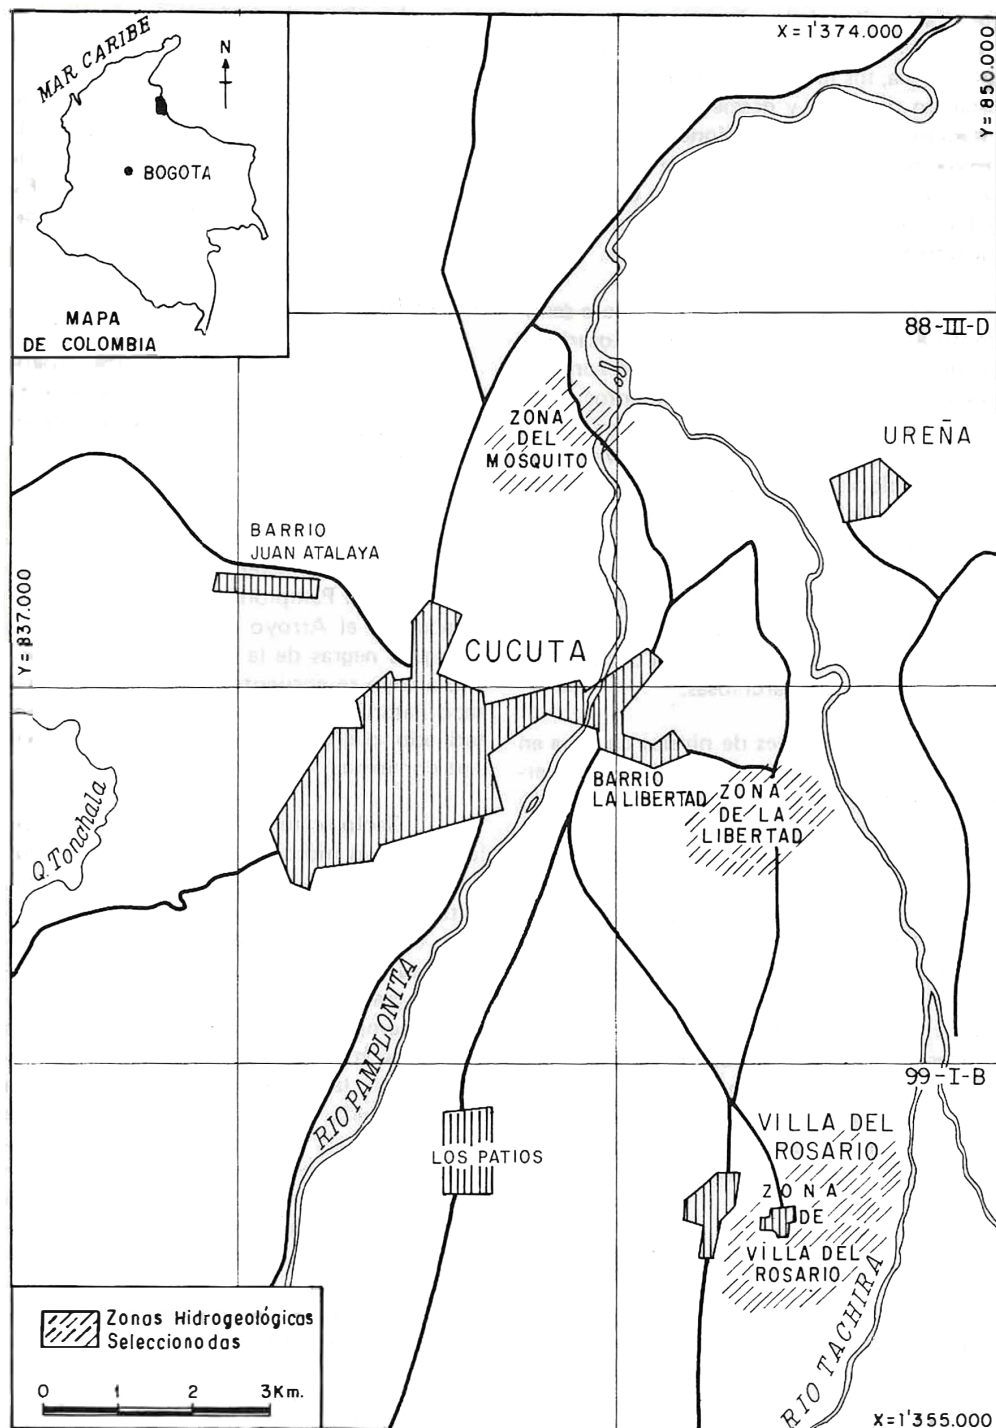 MAR CARIBE
N
BOGOTA
MAPA
DE COLOMBIA
X=1'374.000
Y=850.000
88-III-D
ZONA
DEL
MOSQUITO
UREÑA
BARRIO
JUAN ATALAYA
Y=837.000
CUCUTA
Q.Tonchala
BARRIO
LA LIBERTAD
ZONA
DE LA
LIBERTAD
RIO PAMPLONITA
99-I-B
LOS PATIOS
VILLA DEL
ROSARIO
ZONA
DE
VILLA DEL
ROSARIO
RIO TACHIRA
Zonas Hidrogeológicas
Seleccionodas
0 1 2 3Km.
X=1'355.000